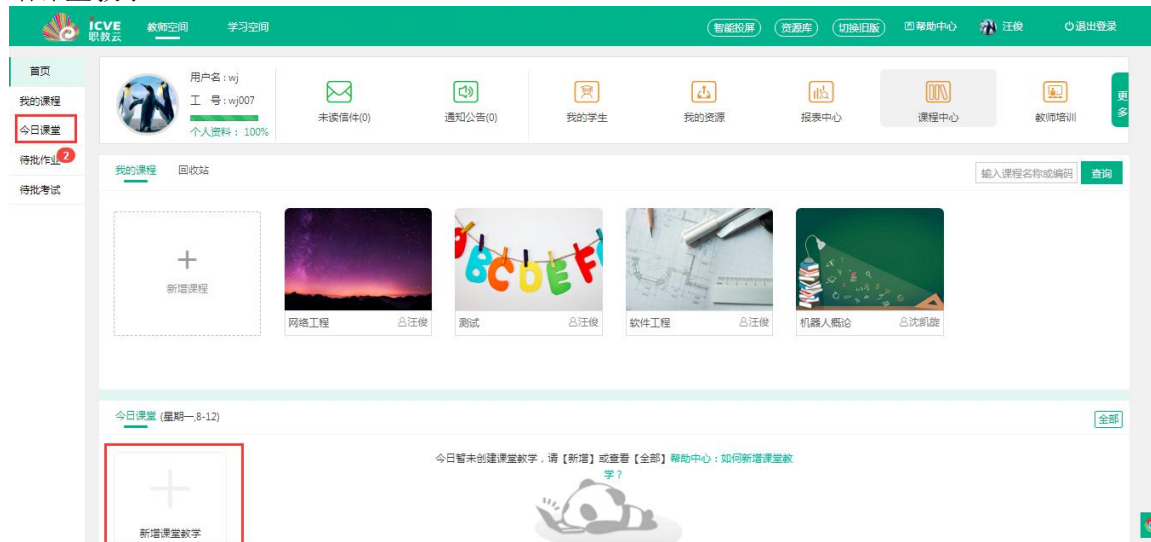 iCVE
职教云
教师空间
学习空间
智能投屏
资源库
切换旧版
帮助中心
汪俊
退出登录
首页
我的课程
今日课堂
待批作业
2
待批考试
用户名：wj
工 号：wj007
个人资料： 100%
未读信件(0)
通知公告(0)
我的学生
我的资源
报表中心
课程中心
教师培训
更多
我的课程
回收站
输入课程名称或编码
查询
新增课程
网络工程
汪俊
测试
汪俊
软件工程
汪俊
机器人概论
沈凯旋
今日课堂 (星期一,8-12)
全部
新增课堂教学
今日暂未创建课堂教学，请【新增】或查看【全部】帮助中心：如何新增课堂教
学？